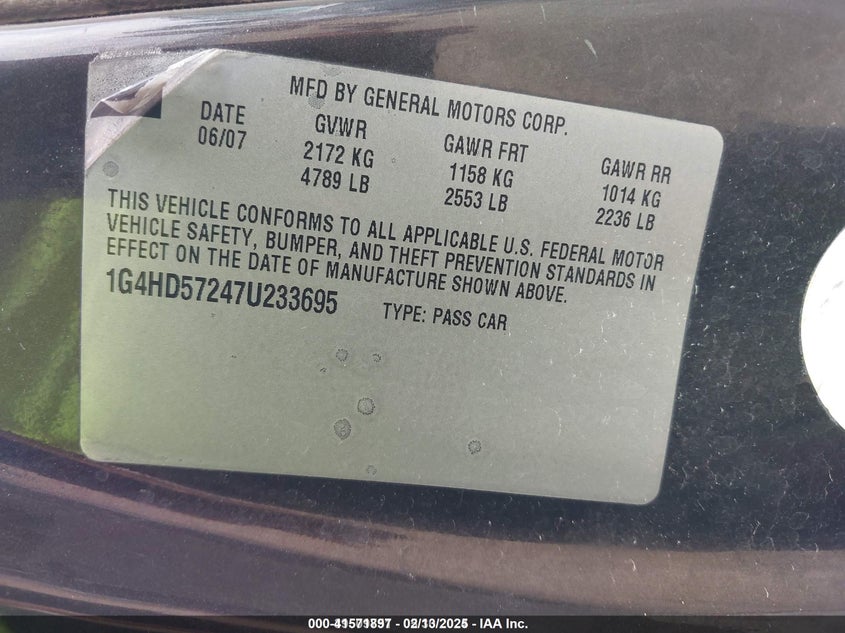 MFD BY GENERAL MOTORS CORP.
DATE GVWR GAWR FRT GAWR RR
06/07 2172 KG 1158 KG 1014 KG
4789 LB 2553 LB 2236 LB
THIS VEHICLE CONFORMS TO ALL APPLICABLE U.S. FEDERAL MOTOR
VEHICLE SAFETY, BUMPER, AND THEFT PREVENTION STANDARDS IN
EFFECT ON THE DATE OF MANUFACTURE SHOWN ABOVE.
1G4HD57247U233695 TYPE: PASS CAR
- IAA Inc.